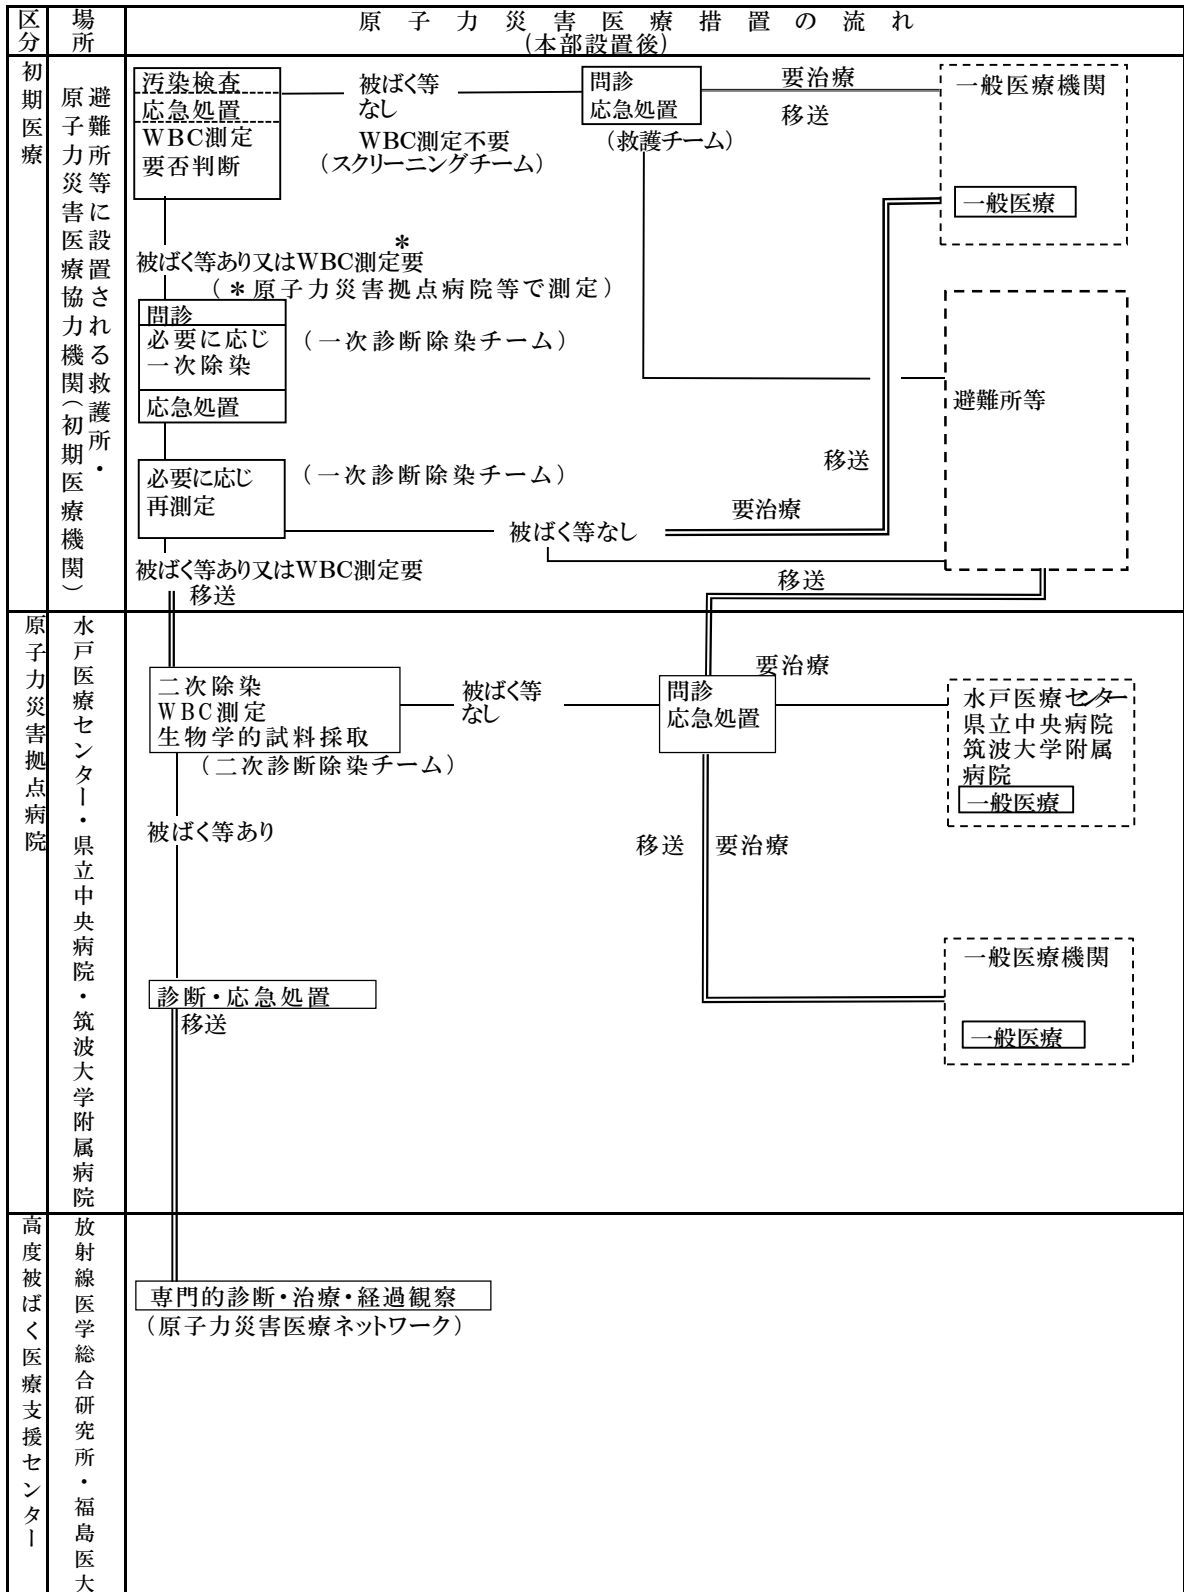 区分
場所
原子力災害医療措置の流れ
(本部設置後)
初期医療
避難所等に設置される救護所・
原子力災害医療協力機関(初期医療機関)
汚染検査
応急処置
WBC測定
要否判断
被ばく等
なし
WBC測定不要
(スクリーニングチーム)
問診
応急処置
(救護チーム)
要治療
移送
一般医療機関
一般医療
*
被ばく等あり又はWBC測定要
(*原子力災害拠点病院等で測定)
問診
必要に応じ
一次除染
応急処置
(一次診断除染チーム)
避難所等
必要に応じ
再測定
(一次診断除染チーム)
移送
要治療
被ばく等なし
被ばく等あり又はWBC測定要
移送
移送
原子力災害拠点病院
水戸医療センター・県立中央病院・筑波大学附属病院
二次除染
WBC測定
生物学的試料採取
(二次診断除染チーム)
被ばく等
なし
問診
応急処置
要治療
水戸医療センター
県立中央病院
筑波大学附属
病院
一般医療
被ばく等あり
移送
要治療
一般医療機関
一般医療
診断・応急処置
移送
高度被ばく医療支援センター
放射線医学総合研究所・福島医大
専門的診断・治療・経過観察
(原子力災害医療ネットワーク)